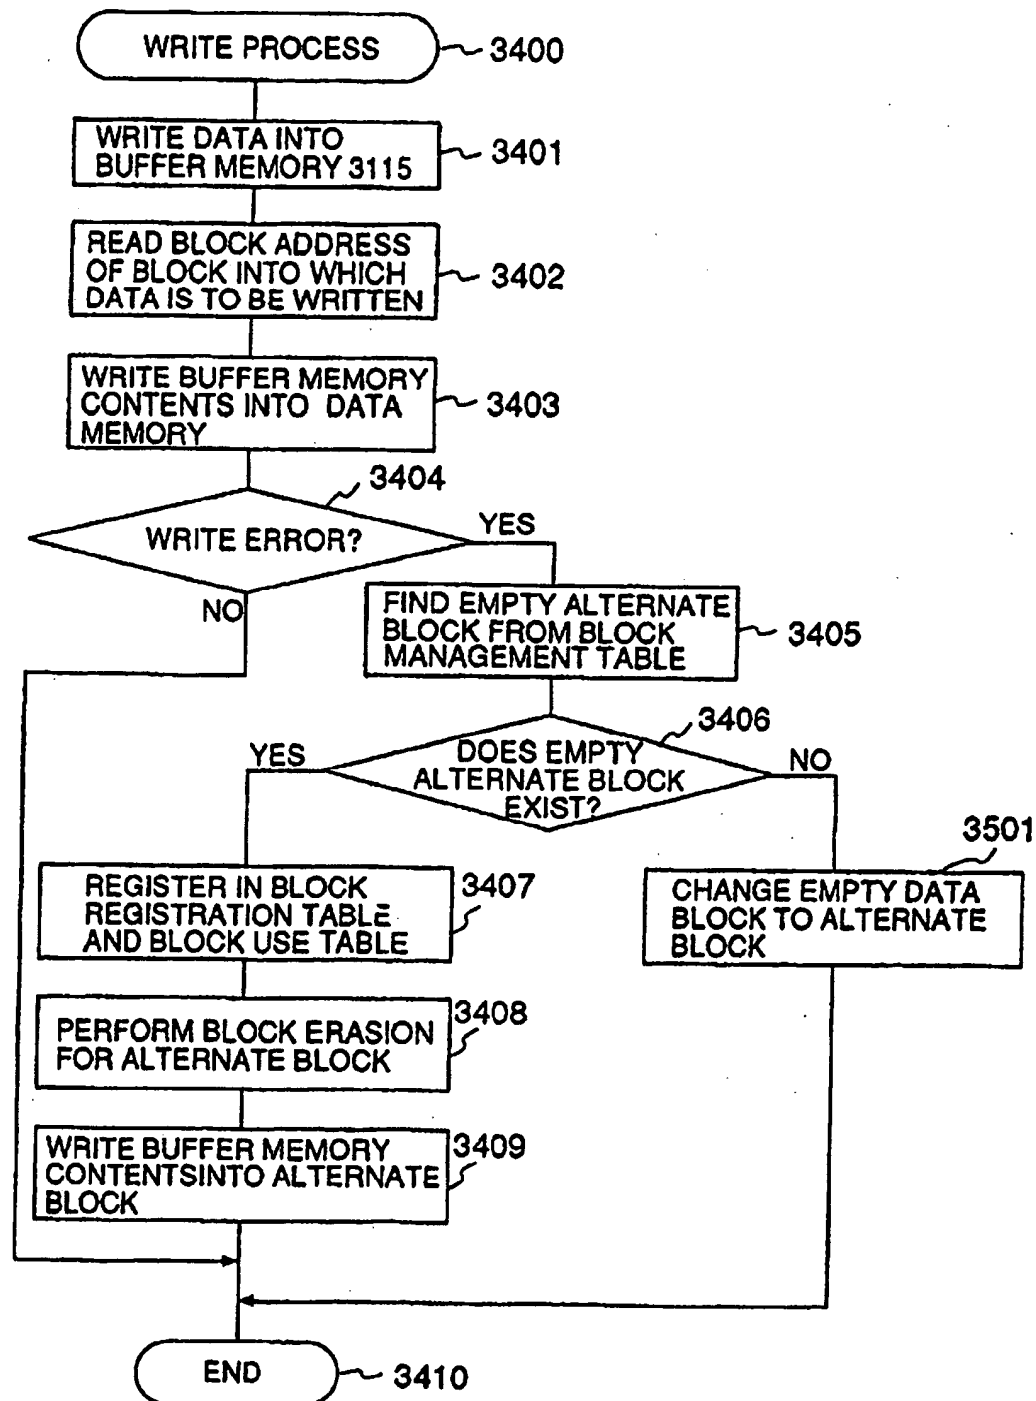 WRITE PROCESS
3400
WRITE DATA INTO
BUFFER MEMORY 3115
3401
READ BLOCK ADDRESS
OF BLOCK INTO WHICH
DATA IS TO BE WRITTEN
3402
WRITE BUFFER MEMORY
CONTENTS INTO DATA
MEMORY
3403
3404
WRITE ERROR?
YES
NO
FIND EMPTY ALTERNATE
BLOCK FROM BLOCK
MANAGEMENT TABLE
3405
3406
DOES EMPTY
ALTERNATE BLOCK
EXIST?
YES
NO
REGISTER IN BLOCK
REGISTRATION TABLE
AND BLOCK USE TABLE
3407
3501
CHANGE EMPTY DATA
BLOCK TO ALTERNATE
BLOCK
PERFORM BLOCK ERASION
FOR ALTERNATE BLOCK
3408
WRITE BUFFER MEMORY
CONTENTSINTO ALTERNATE
BLOCK
3409
END
3410